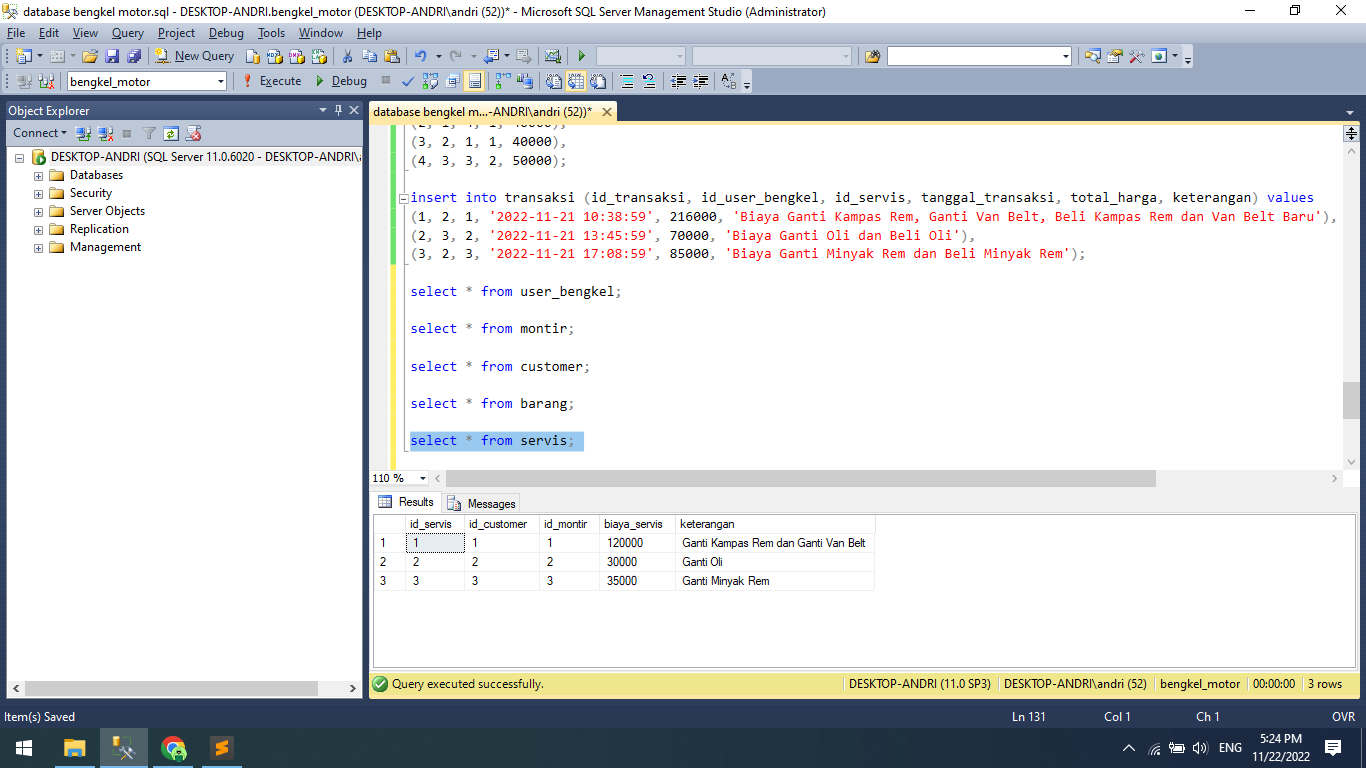 database bengkel motor.sql - DESKTOP-ANDRI.bengkel_motor (DESKTOP-ANDRI\andri (52))* - Microsoft SQL Server Management Studio (Administrator)
File Edit View Query Project Debug Tools Window Help
New Query
bengkel_motor Execute Debug
Object Explorer
Connect
DESKTOP-ANDRI (SQL Server 11.0.6020 - DESKTOP-ANDRI\
Databases
Security
Server Objects
Replication
Management
database bengkel m...-ANDRI\andri (52))*
(3, 2, 1, 1, 40000),
(4, 3, 3, 2, 50000);
insert into transaksi (id_transaksi, id_user_bengkel, id_servis, tanggal_transaksi, total_harga, keterangan) values
(1, 2, 1, '2022-11-21 10:38:59', 216000, 'Biaya Ganti Kampas Rem, Ganti Van Belt, Beli Kampas Rem dan Van Belt Baru'),
(2, 3, 2, '2022-11-21 13:45:59', 70000, 'Biaya Ganti Oli dan Beli Oli'),
(3, 2, 3, '2022-11-21 17:08:59', 85000, 'Biaya Ganti Minyak Rem dan Beli Minyak Rem');
select * from user_bengkel;
select * from montir;
select * from customer;
select * from barang;
select * from servis;
110 %
Results Messages
id_servis id_customer id_montir biaya_servis keterangan
1 1 1 1 120000 Ganti Kampas Rem dan Ganti Van Belt
2 2 2 2 30000 Ganti Oli
3 3 3 3 35000 Ganti Minyak Rem
Query executed successfully. DESKTOP-ANDRI (11.0 SP3) DESKTOP-ANDRI\andri (52) bengkel_motor 00:00:00 3 rows
Item(s) Saved Ln 131 Col 1 Ch 1 OVR
ENG 5:24 PM
11/22/2022